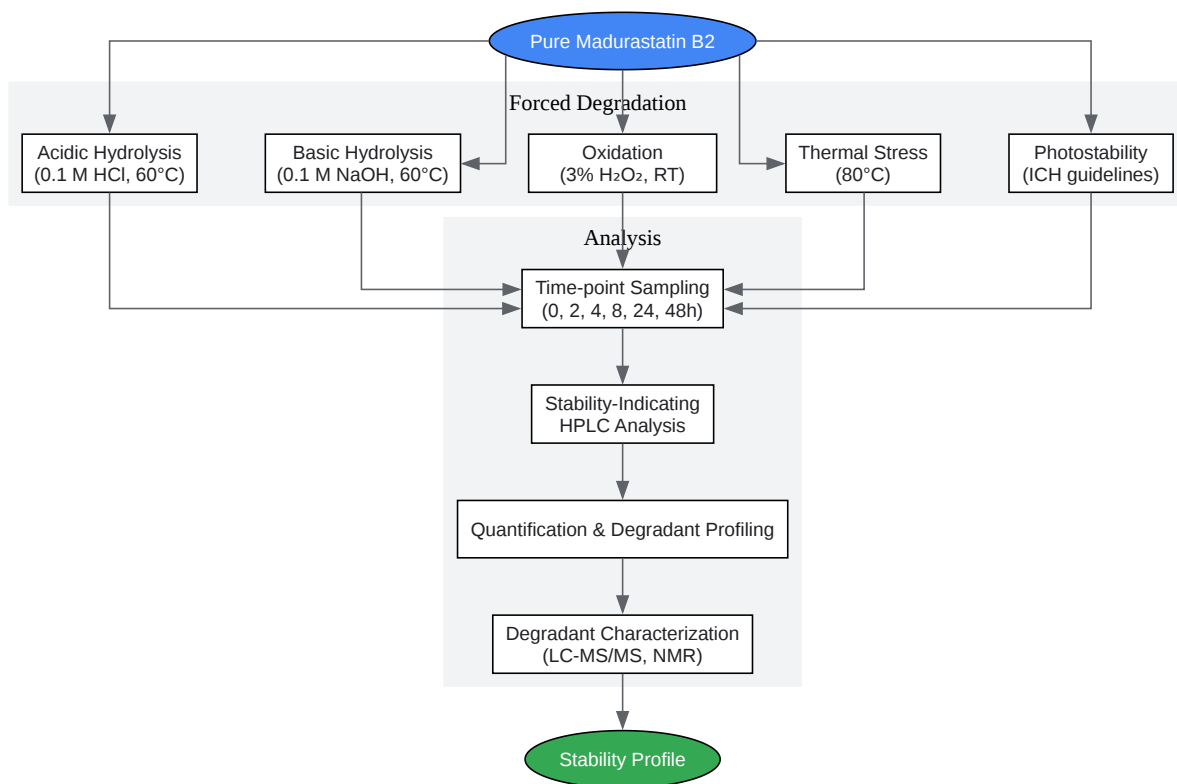 Pure Madurastatin B2
Forced Degradation
Acidic Hydrolysis
(0.1 M HCl, 60°C)
Basic Hydrolysis
(0.1 M NaOH, 60°C)
Oxidation
(3% H₂O₂, RT)
Thermal Stress
(80°C)
Photostability
(ICH guidelines)
Analysis
Time-point Sampling
(0, 2, 4, 8, 24, 48h)
Stability-Indicating
HPLC Analysis
Quantification & Degradant Profiling
Degradant Characterization
(LC-MS/MS, NMR)
Stability Profile